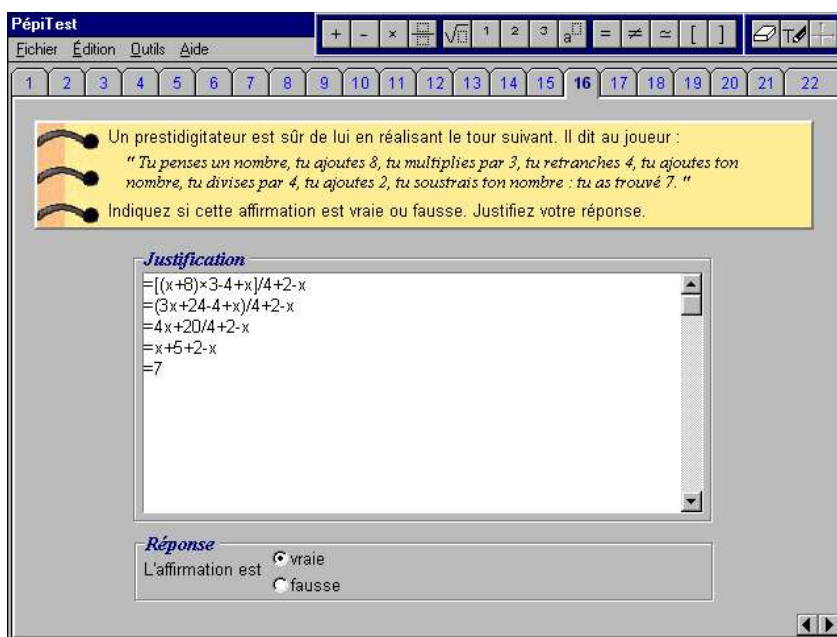 PépiTest
+ - × √ 1 2 3 a = ≠ ≃ [ ] T
Fichier Édition Outils Aide
1 2 3 4 5 6 7 8 9 10 11 12 13 14 15 16 17 18 19 20 21 22
Un prestidigitateur est sûr de lui en réalisant le tour suivant. Il dit au joueur :
" Tu penses un nombre, tu ajoutes 8, tu multiplies par 3, tu retranches 4, tu ajoutes ton
nombre, tu divises par 4, tu ajoutes 2, tu soustrais ton nombre : tu as trouvé 7. "
Indiquez si cette affirmation est vraie ou fausse. Justifiez votre réponse.
Justification
=[(x+8)×3-4+x]/4+2-x
=(3x+24-4+x)/4+2-x
=4x+20/4+2-x
=x+5+2-x
=7
Réponse
L'affirmation est
vraie
fausse